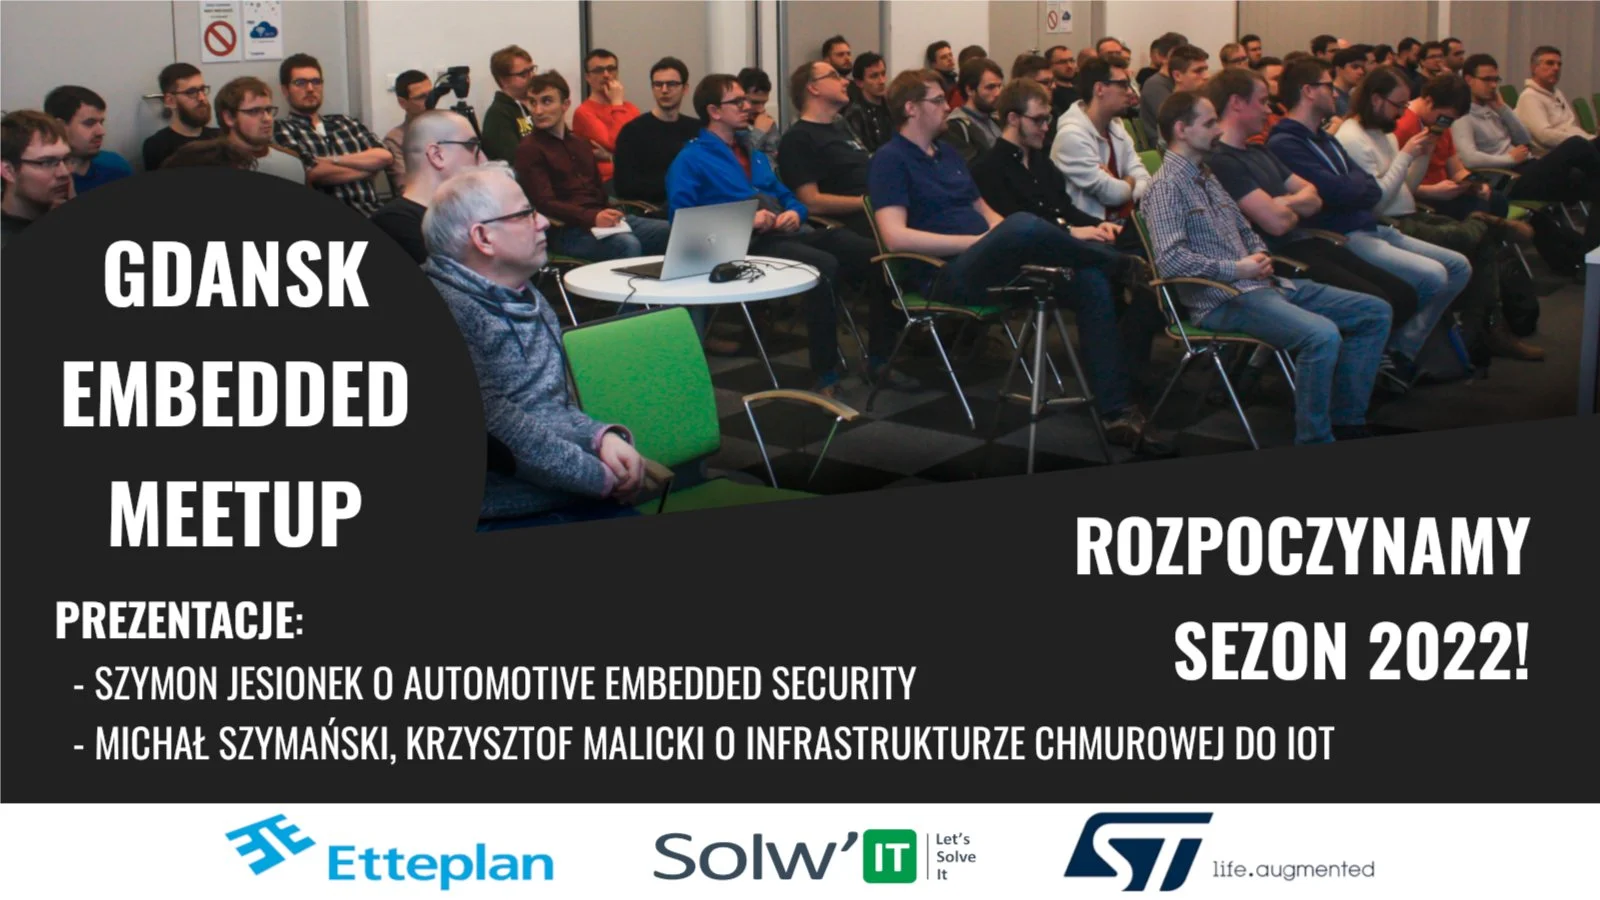 GDANSK
EMBEDDED
MEETUP
ROZPOCZYNAMY
SEZON 2022!
PREZENTACJE:
- SZYMON JESIONEK O AUTOMOTIVE EMBEDDED SECURITY
- MICHAŁ SZYMAŃSKI, KRZYSZTOF MALICKI O INFRASTRUKTURZE CHMUROWEJ DO IOT
Etteplan
Solw'IT
Let's
Solve
It
ST
life.augmented